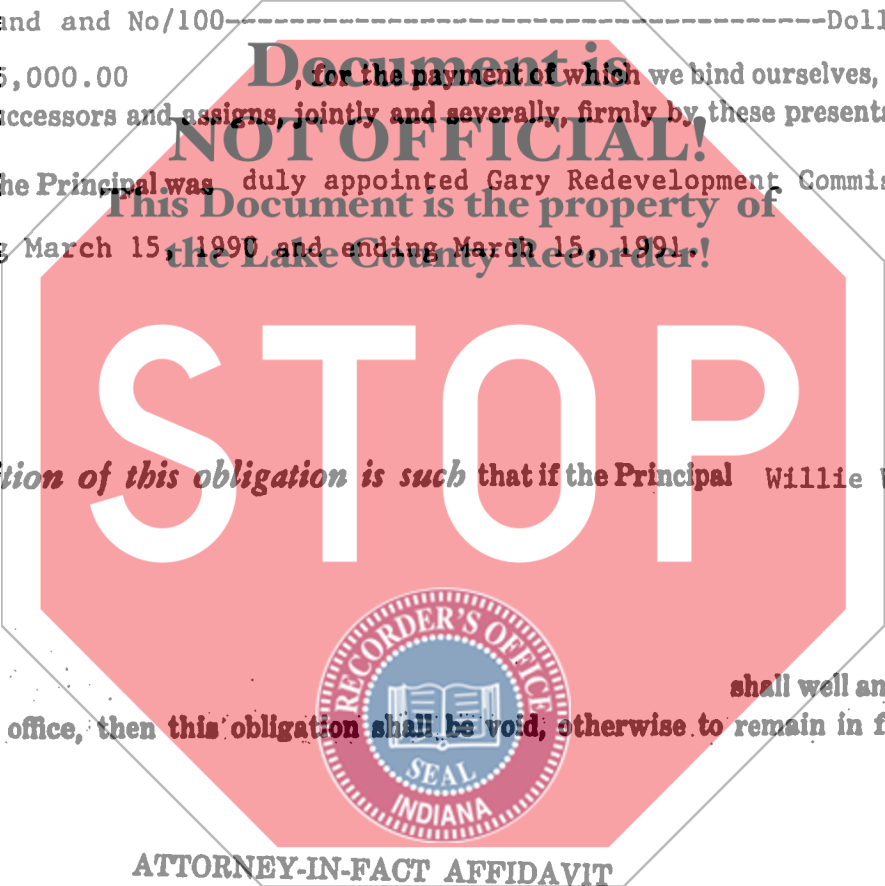 and and No/100-----------------------------------Doll
Document is
5,000.00 , for the payment of which we bind ourselves,
ccessors and assigns, jointly and severally, firmly by these presents
NOT OFFICIAL!
he Principal was duly appointed Gary Redevelopment Commis
This Document is the property of
g March 15, 1990 and ending March 15, 1991.
the Lake County Recorder!
STOP
ition of this obligation is such that if the Principal Willie W
RECORDER'S OFFICE
shall well an
office, then this obligation shall be void, otherwise to remain in f
SEAL
INDIANA
ATTORNEY-IN-FACT AFFIDAVIT